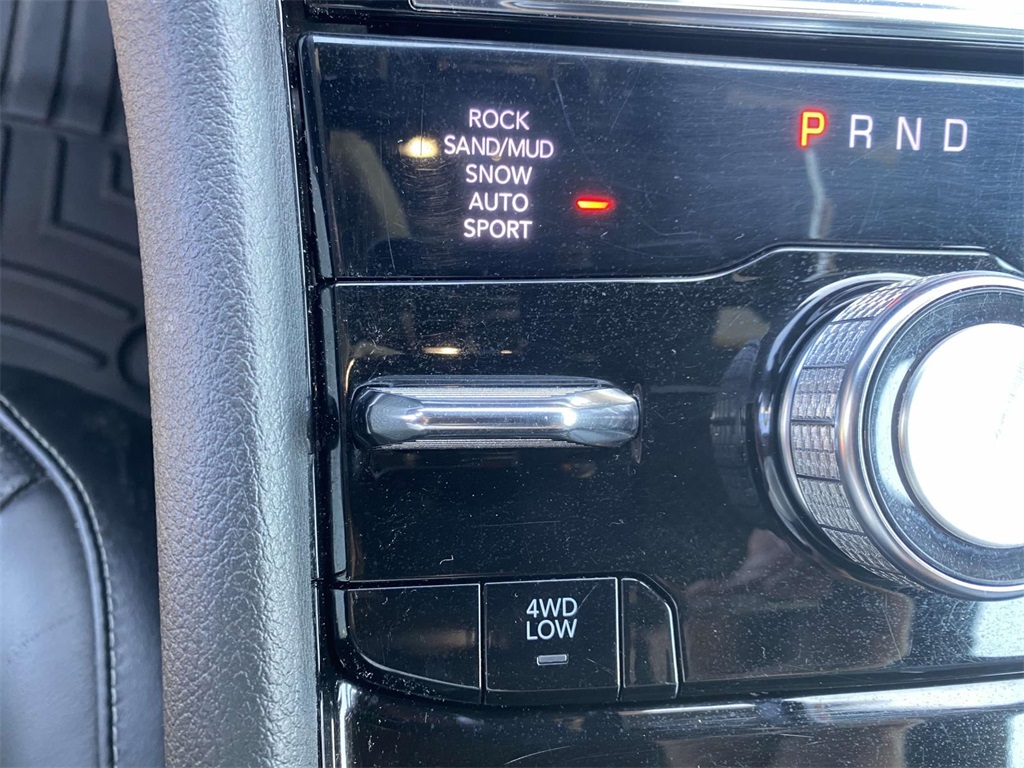 ROCK
SAND/MUD
SNOW
AUTO
SPORT
P R N D
4WD
LOW